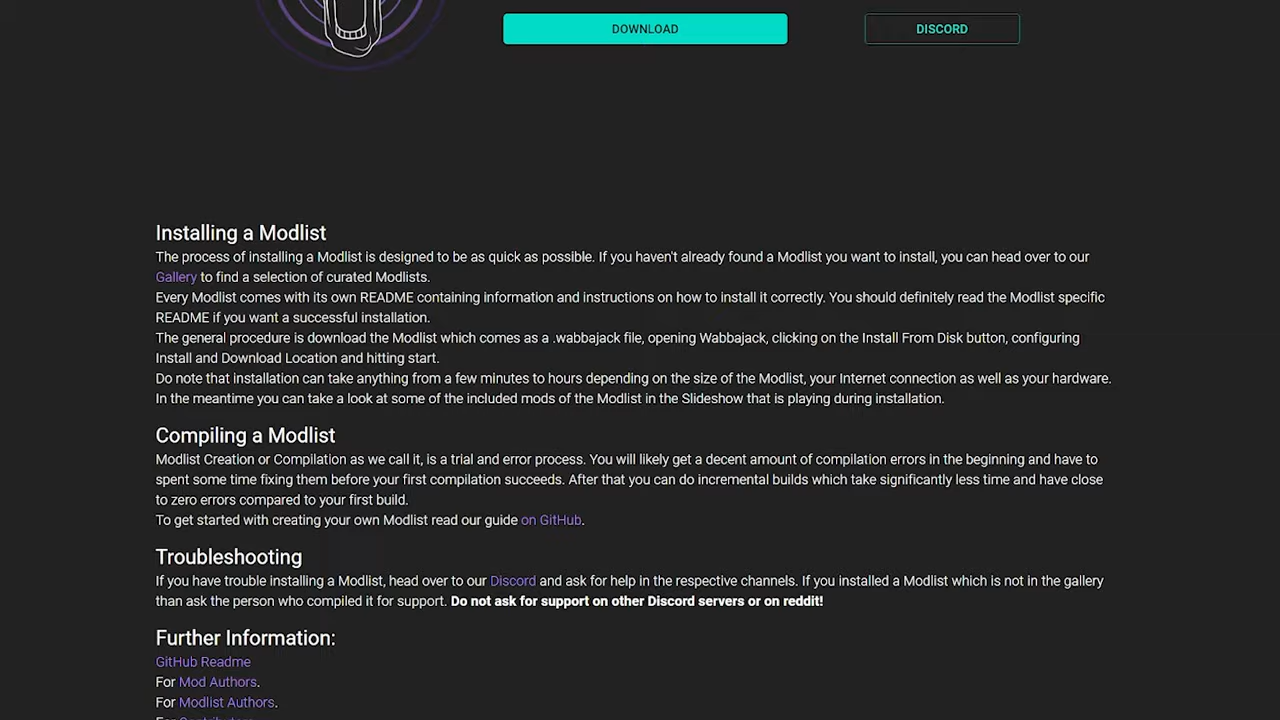 DOWNLOAD
DISCORD
Installing a Modlist
The process of installing a Modlist is designed to be as quick as possible. If you haven't already found a Modlist you want to install, you can head over to our
Gallery to find a selection of curated Modlists.
Every Modlist comes with its own README containing information and instructions on how to install it correctly. You should definitely read the Modlist specific
README if you want a successful installation.
The general procedure is download the Modlist which comes as a .wabbajack file, opening Wabbajack, clicking on the Install From Disk button, configuring
Install and Download Location and hitting start.
Do note that installation can take anything from a few minutes to hours depending on the size of the Modlist, your Internet connection as well as your hardware.
In the meantime you can take a look at some of the included mods of the Modlist in the Slideshow that is playing during installation.
Compiling a Modlist
Modlist Creation or Compilation as we call it, is a trial and error process. You will likely get a decent amount of compilation errors in the beginning and have to
spent some time fixing them before your first compilation succeeds. After that you can do incremental builds which take significantly less time and have close
to zero errors compared to your first build.
To get started with creating your own Modlist read our guide on GitHub.
Troubleshooting
If you have trouble installing a Modlist, head over to our Discord and ask for help in the respective channels. If you installed a Modlist which is not in the gallery
than ask the person who compiled it for support. Do not ask for support on other Discord servers or on reddit!
Further Information:
GitHub Readme
For Mod Authors.
For Modlist Authors.